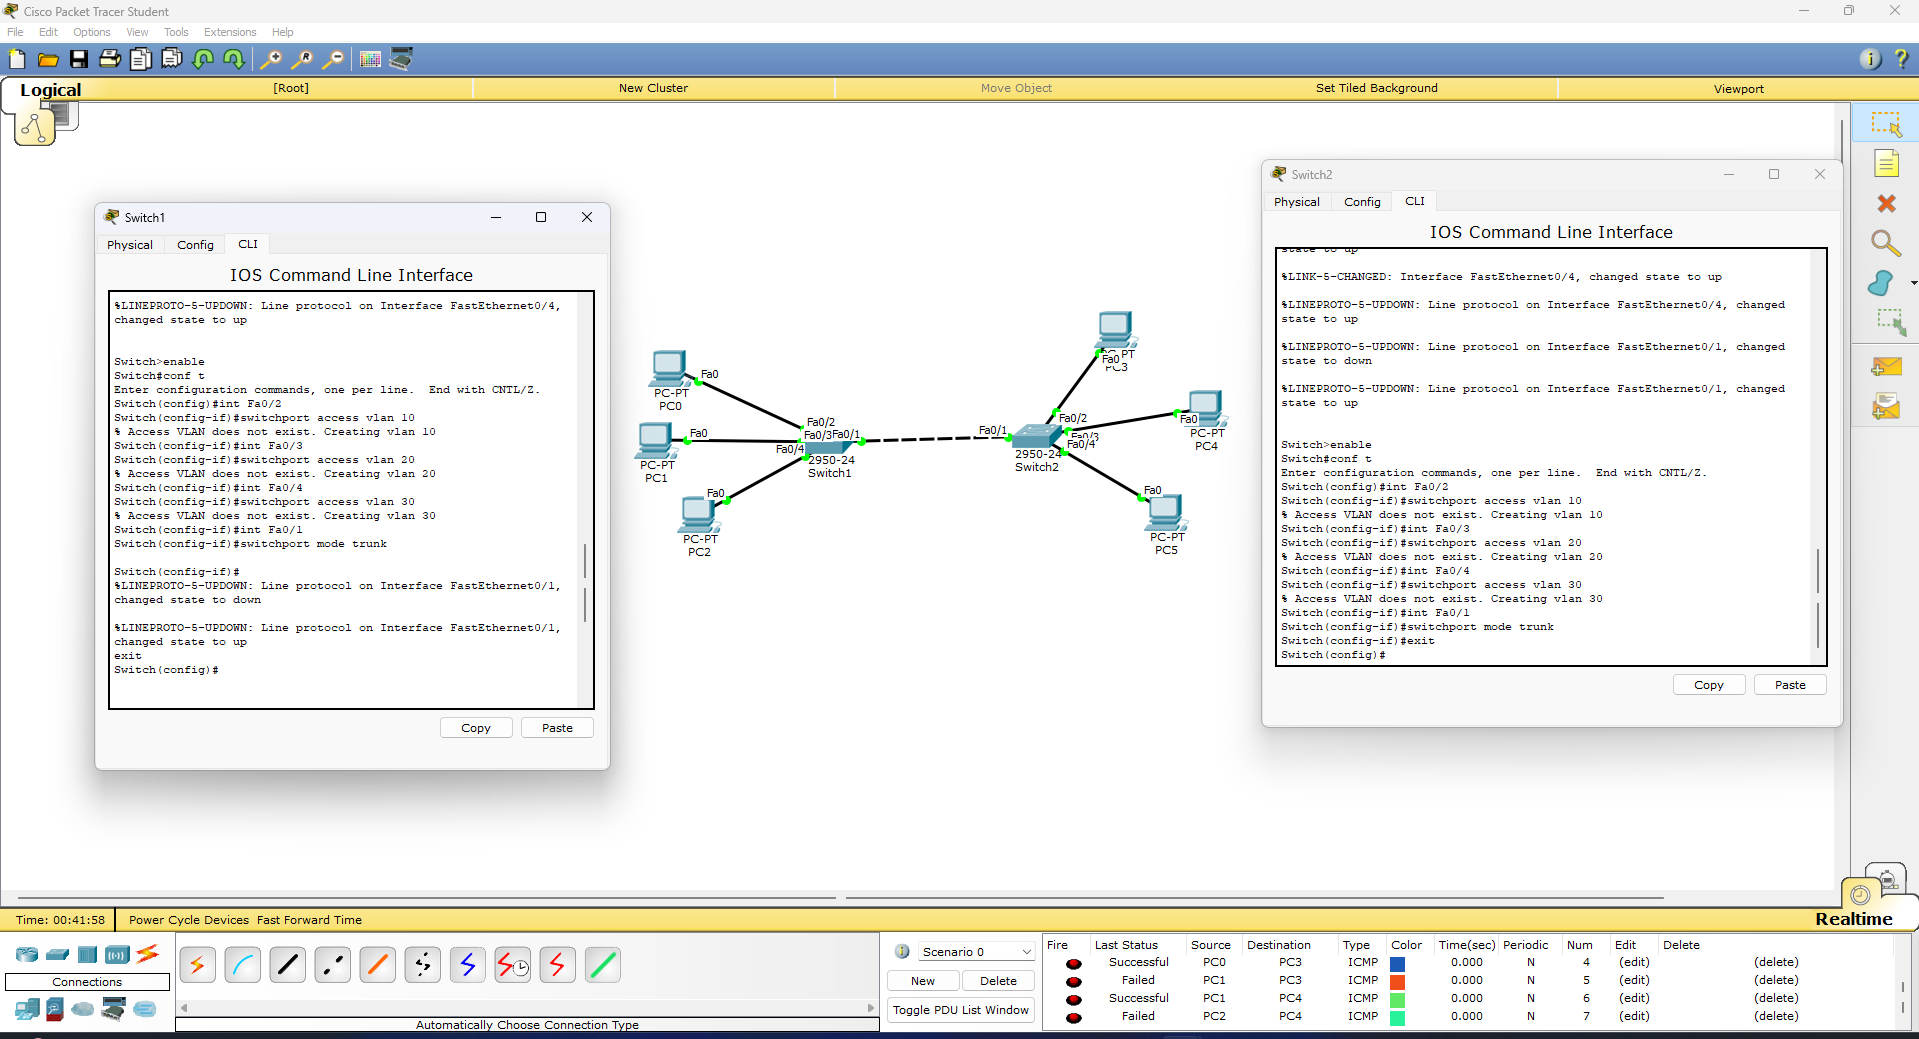 Cisco Packet Tracer Student
File Edit Options View Tools Extensions Help
Logical [Root] New Cluster Move Object Set Tiled Background Viewport
Switch1
Physical Config CLI
IOS Command Line Interface
%LINEPROTO-5-UPDOWN: Line protocol on Interface FastEthernet0/4,
changed state to up
Switch>enable
Switch#conf t
Enter configuration commands, one per line.  End with CNTL/Z.
Switch(config)#int Fa0/2
Switch(config-if)#switchport access vlan 10
% Access VLAN does not exist. Creating vlan 10
Switch(config-if)#int Fa0/3
Switch(config-if)#switchport access vlan 20
% Access VLAN does not exist. Creating vlan 20
Switch(config-if)#int Fa0/4
Switch(config-if)#switchport access vlan 30
% Access VLAN does not exist. Creating vlan 30
Switch(config-if)#int Fa0/1
Switch(config-if)#switchport mode trunk
Switch(config-if)#
%LINEPROTO-5-UPDOWN: Line protocol on Interface FastEthernet0/1,
changed state to down
%LINEPROTO-5-UPDOWN: Line protocol on Interface FastEthernet0/1,
changed state to up
exit
Switch(config)#
Copy Paste
Fa0
PC-PT
PC0
Fa0
PC-PT
PC1
Fa0
PC-PT
PC2
Fa0/2
Fa0/3 Fa0/1
Fa0/4
2950-24
Switch1
Fa0/1
Fa0/2
Fa0/3
Fa0/4
2950-24
Switch2
Fa0
PC-PT
PC3
Fa0
PC-PT
PC4
Fa0
PC-PT
PC5
Switch2
Physical Config CLI
IOS Command Line Interface
state to up
%LINK-5-CHANGED: Interface FastEthernet0/4, changed state to up
%LINEPROTO-5-UPDOWN: Line protocol on Interface FastEthernet0/4, changed
state to up
%LINEPROTO-5-UPDOWN: Line protocol on Interface FastEthernet0/1, changed
state to down
%LINEPROTO-5-UPDOWN: Line protocol on Interface FastEthernet0/1, changed
state to up
Switch>enable
Switch#conf t
Enter configuration commands, one per line.  End with CNTL/Z.
Switch(config)#int Fa0/2
Switch(config-if)#switchport access vlan 10
% Access VLAN does not exist. Creating vlan 10
Switch(config-if)#int Fa0/3
Switch(config-if)#switchport access vlan 20
% Access VLAN does not exist. Creating vlan 20
Switch(config-if)#int Fa0/4
Switch(config-if)#switchport access vlan 30
% Access VLAN does not exist. Creating vlan 30
Switch(config-if)#int Fa0/1
Switch(config-if)#switchport mode trunk
Switch(config-if)#exit
Switch(config)#
Copy Paste
Time: 00:41:58 Power Cycle Devices Fast Forward Time Realtime
Connections
Automatically Choose Connection Type
Scenario 0
New Delete
Toggle PDU List Window
Fire Last Status Source Destination Type Color Time(sec) Periodic Num Edit Delete
Successful PC0 PC3 ICMP 0.000 N 4 (edit) (delete)
Failed PC1 PC3 ICMP 0.000 N 5 (edit) (delete)
Successful PC1 PC4 ICMP 0.000 N 6 (edit) (delete)
Failed PC2 PC4 ICMP 0.000 N 7 (edit) (delete)